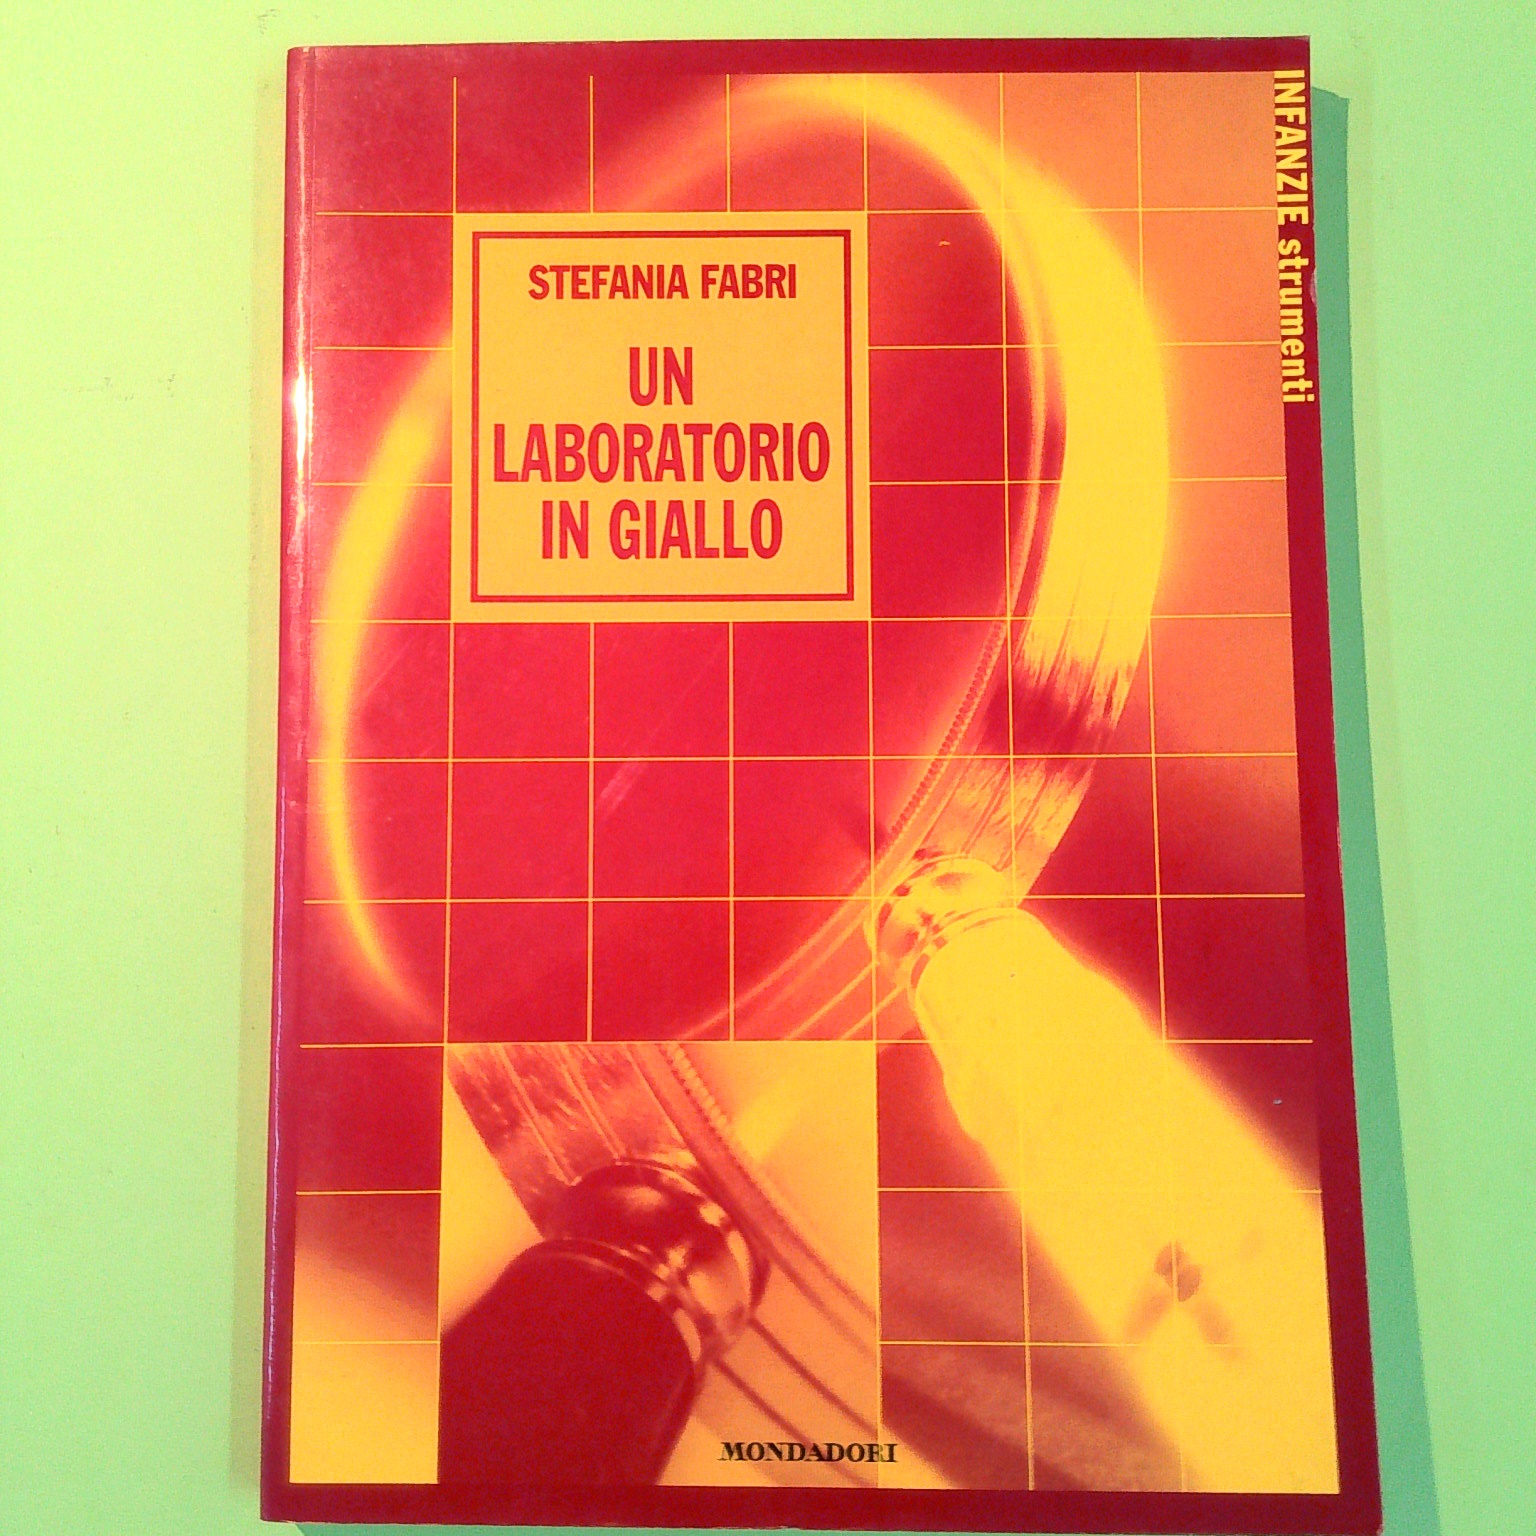 STEFANIA FABRI
UN
LABORATORIO
IN GIALLO
INFANZIE strumenti
MONDADORI